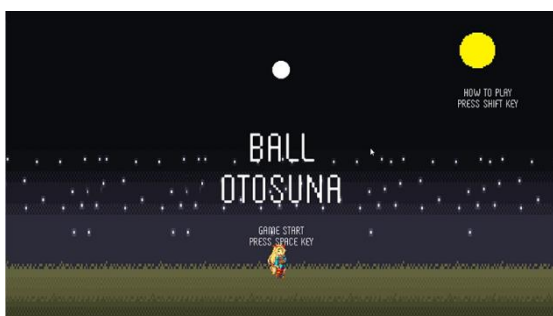 HOW TO PLAY
PRESS SHIFT KEY
BALL
OTOSUNA
GAME START
PRESS SPACE KEY